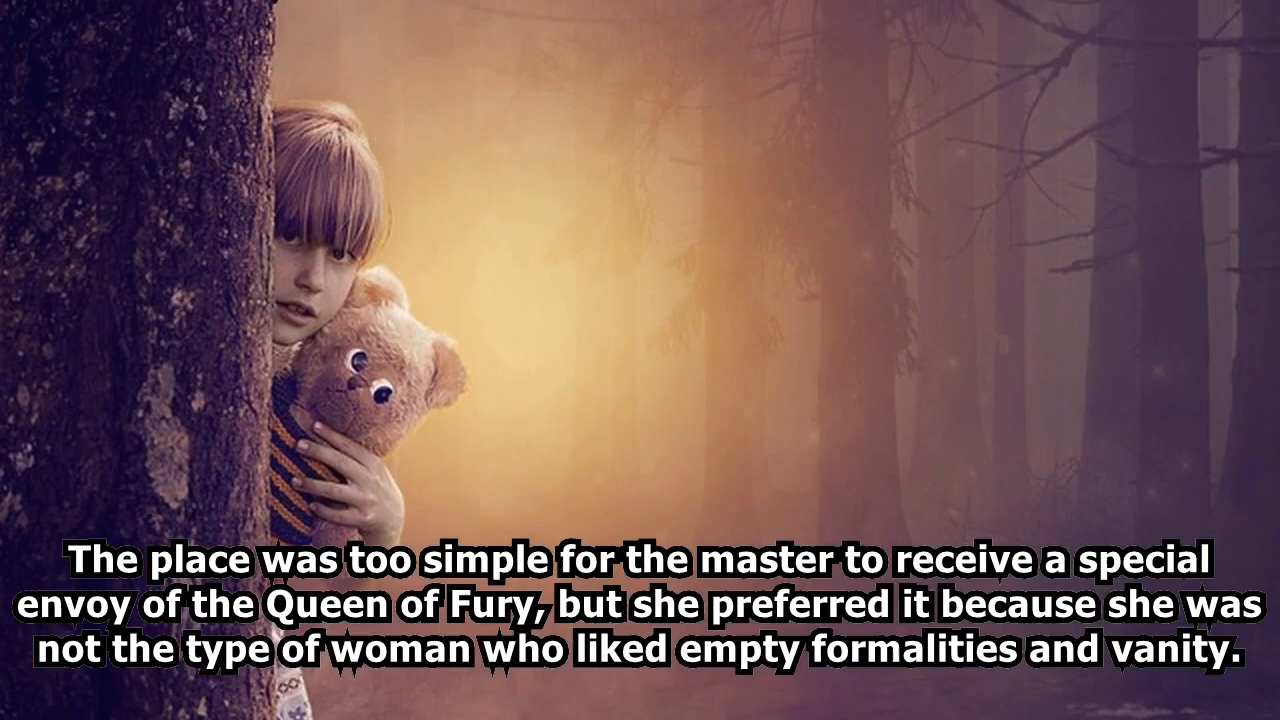 The place was too simple for the master to receive a special
envoy of the Queen of Fury, but she preferred it because she was
not the type of woman who liked empty formalities and vanity.